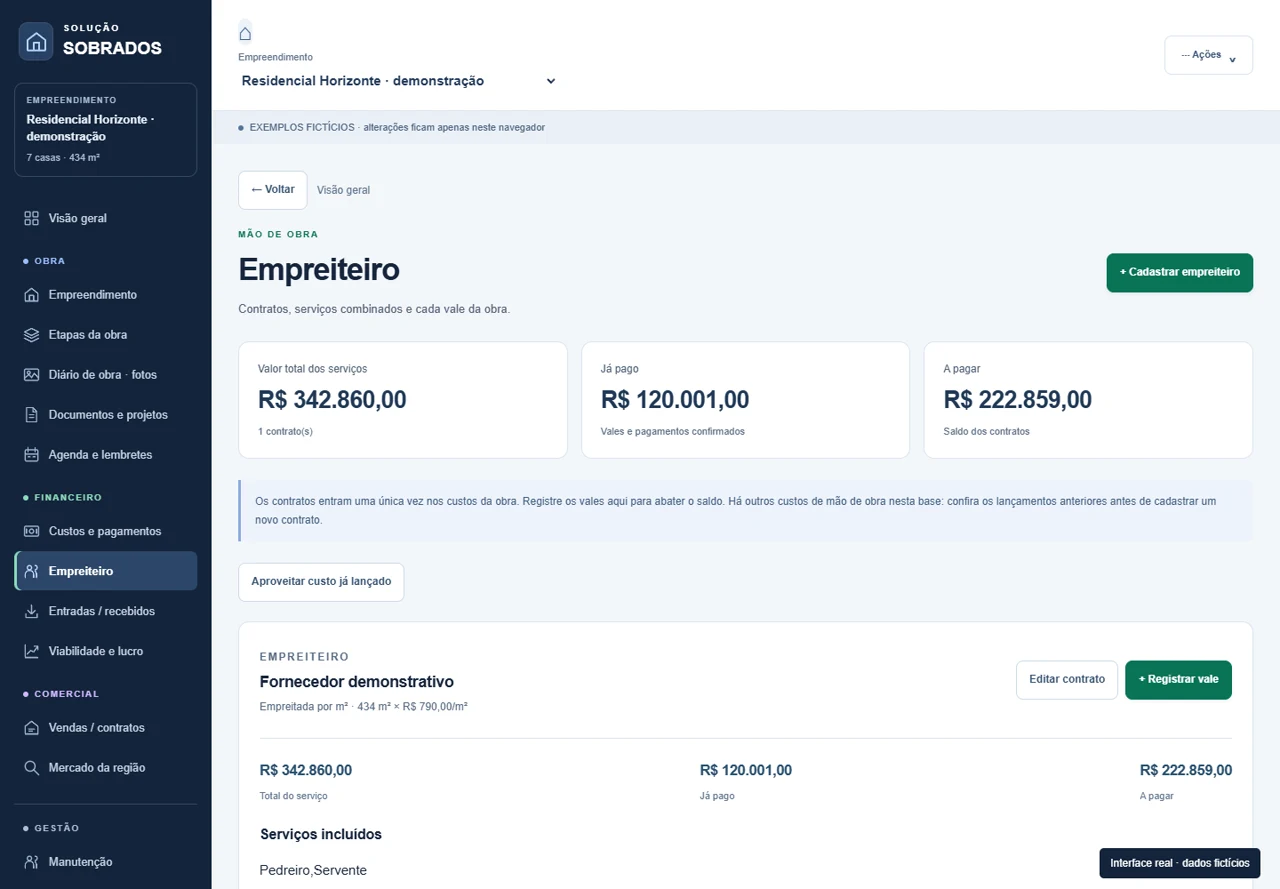 SOLUÇÃO
SOBRADOS
EMPREENDIMENTO
Residencial Horizonte ·
demonstração
7 casas · 434 m²
Visão geral
OBRA
Empreendimento
Etapas da obra
Diário de obra · fotos
Documentos e projetos
Agenda e lembretes
FINANCEIRO
Custos e pagamentos
Empreiteiro
Entradas / recebidos
Viabilidade e lucro
COMERCIAL
Vendas / contratos
Mercado da região
GESTÃO
Manutenção
Empreendimento
Residencial Horizonte · demonstração
··· Ações
EXEMPLOS FICTÍCIOS · alterações ficam apenas neste navegador
← Voltar
Visão geral
MÃO DE OBRA
Empreiteiro
+ Cadastrar empreiteiro
Contratos, serviços combinados e cada vale da obra.
Valor total dos serviços
R$ 342.860,00
1 contrato(s)
Já pago
R$ 120.001,00
Vales e pagamentos confirmados
A pagar
R$ 222.859,00
Saldo dos contratos
Os contratos entram uma única vez nos custos da obra. Registre os vales aqui para abater o saldo. Há outros custos de mão de obra nesta base: confira os lançamentos anteriores antes de cadastrar um
novo contrato.
Aproveitar custo já lançado
EMPREITEIRO
Fornecedor demonstrativo
Empreitada por m² · 434 m² × R$ 790,00/m²
Editar contrato
+ Registrar vale
R$ 342.860,00
Total do serviço
R$ 120.001,00
Já pago
R$ 222.859,00
A pagar
Serviços incluídos
Pedreiro,Servente
Interface real · dados fictícios